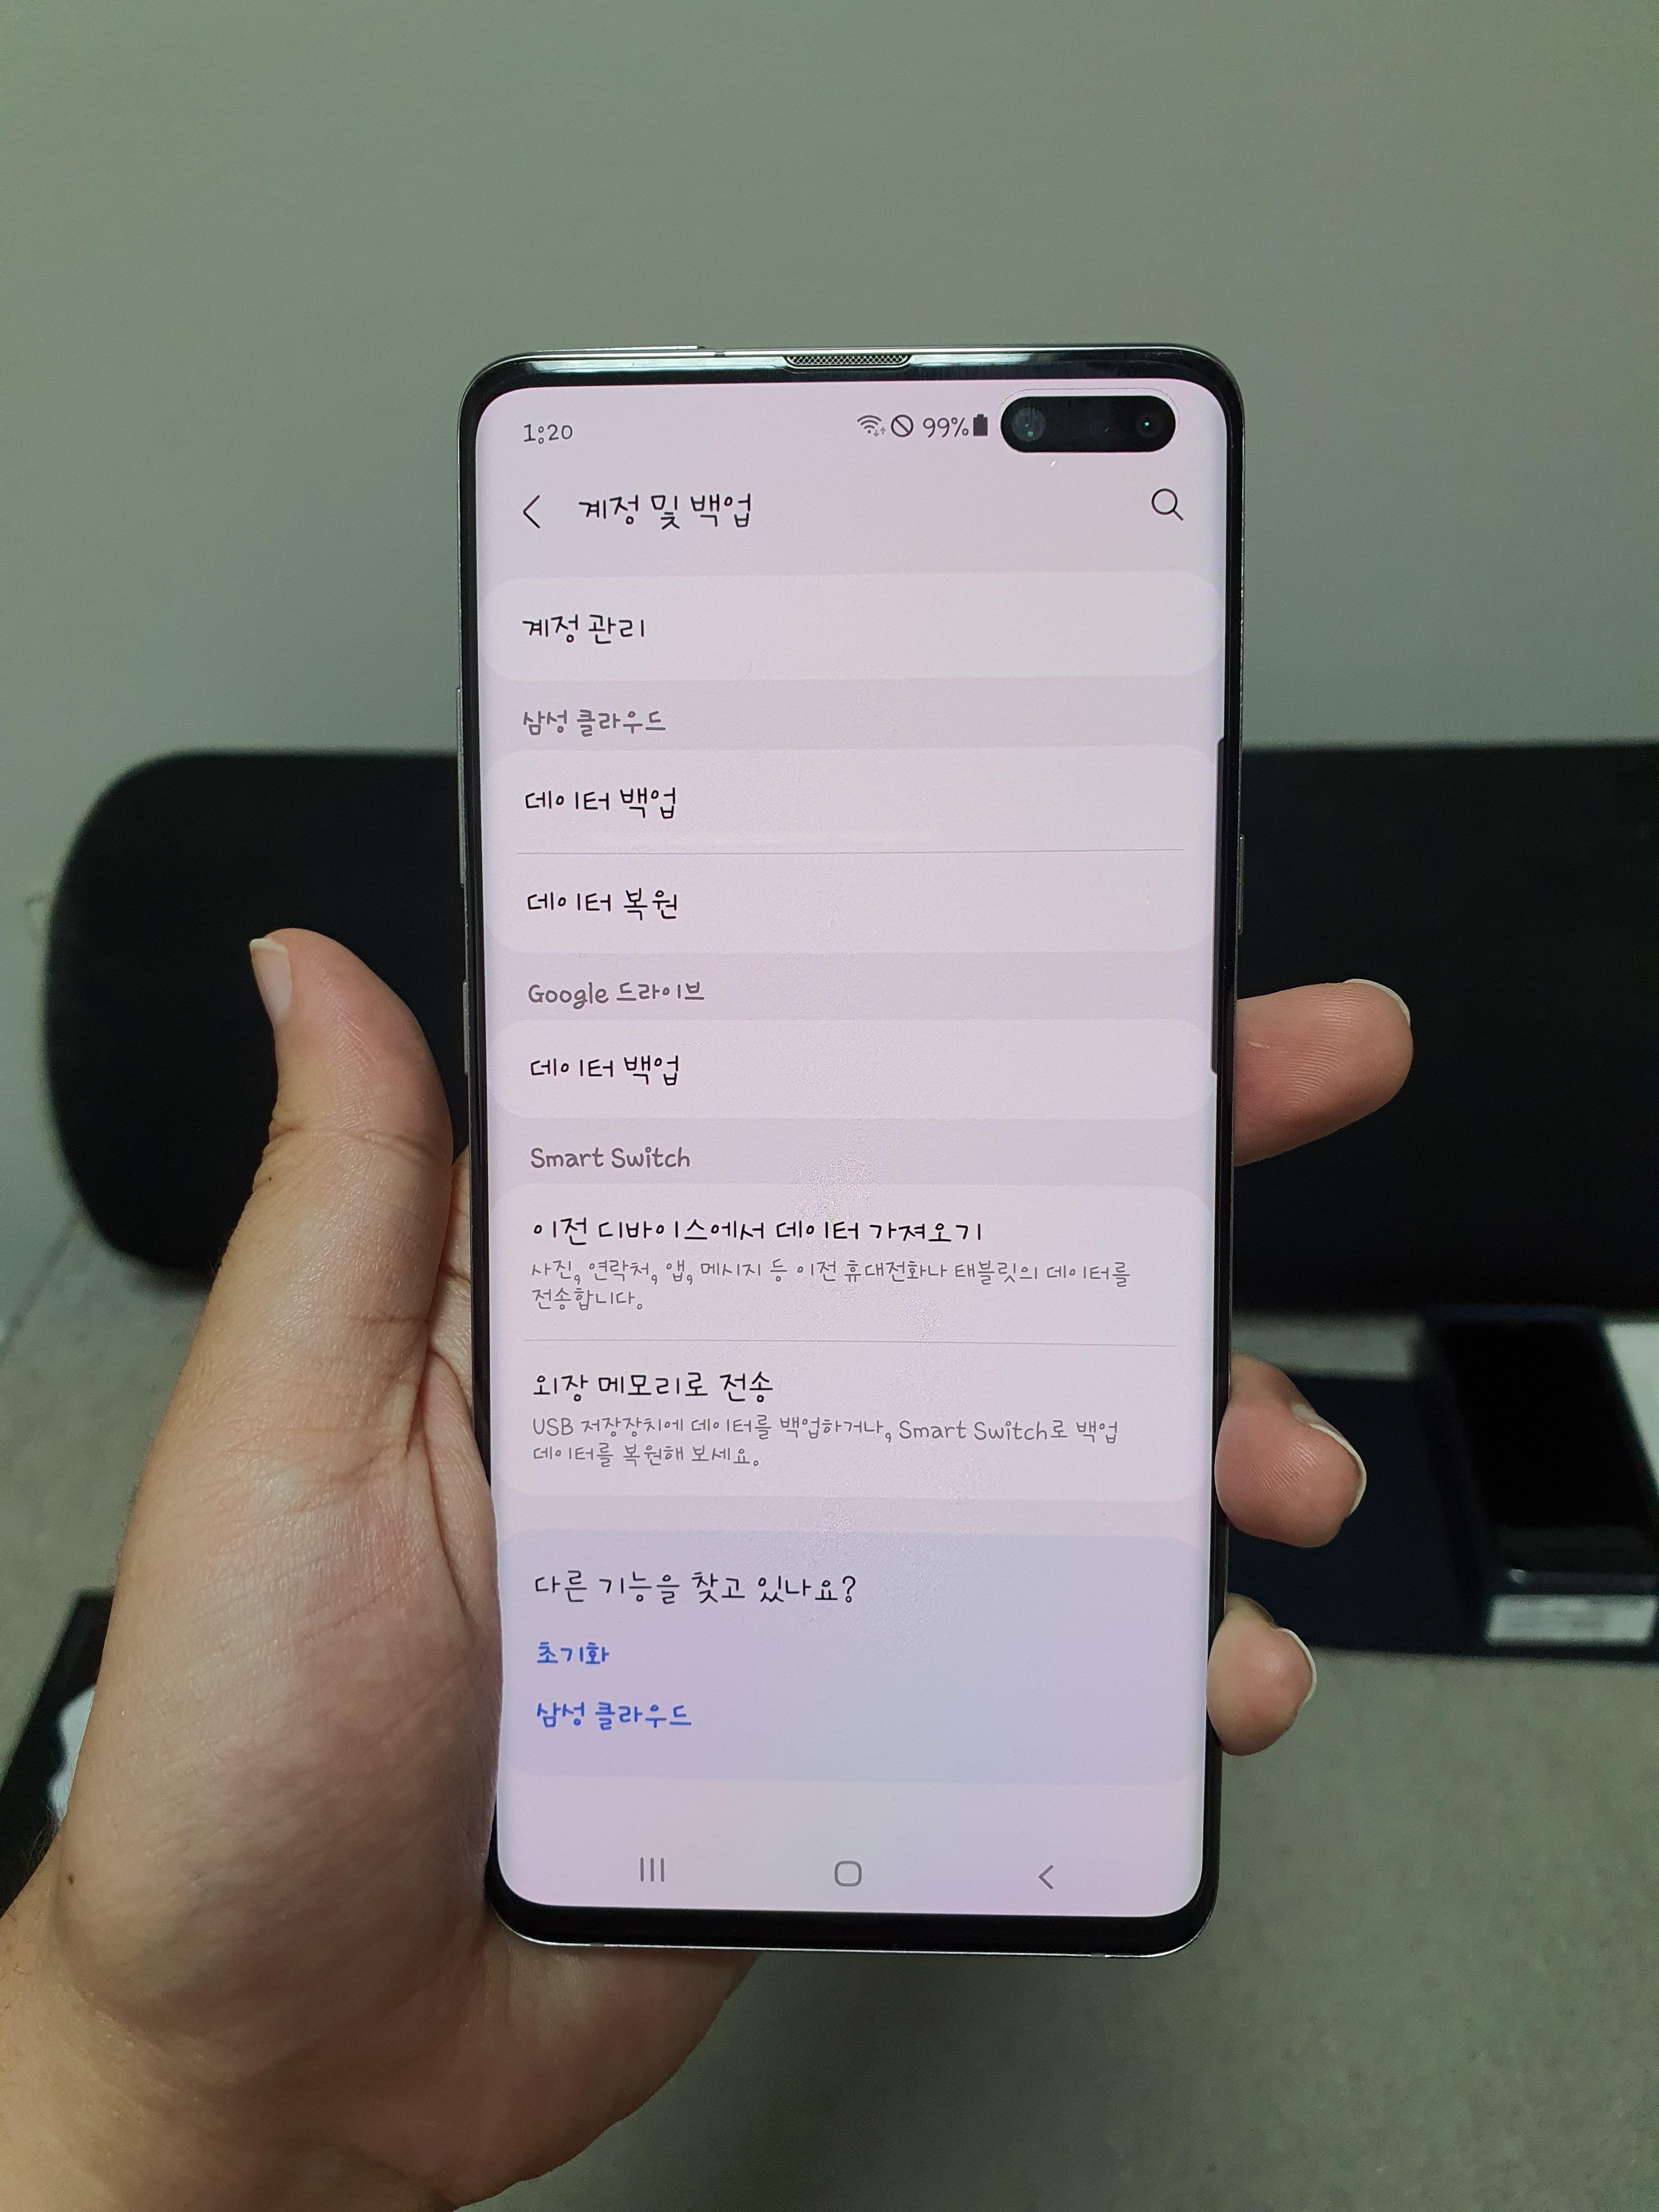 1:20
99%
계정 및 백업
계정 관리
삼성 클라우드
데이터 백업
데이터 복원
Google 드라이브
데이터 백업
Smart Switch
이전 디바이스에서 데이터 가져오기
사진, 연락처, 앱, 메시지 등 이전 휴대전화나 태블릿의 데이터를
전송합니다.
외장 메모리로 전송
USB 저장장치에 데이터를 백업하거나, Smart Switch로 백업
데이터를 복원해 보세요.
다른 기능을 찾고 있나요?
초기화
삼성 클라우드